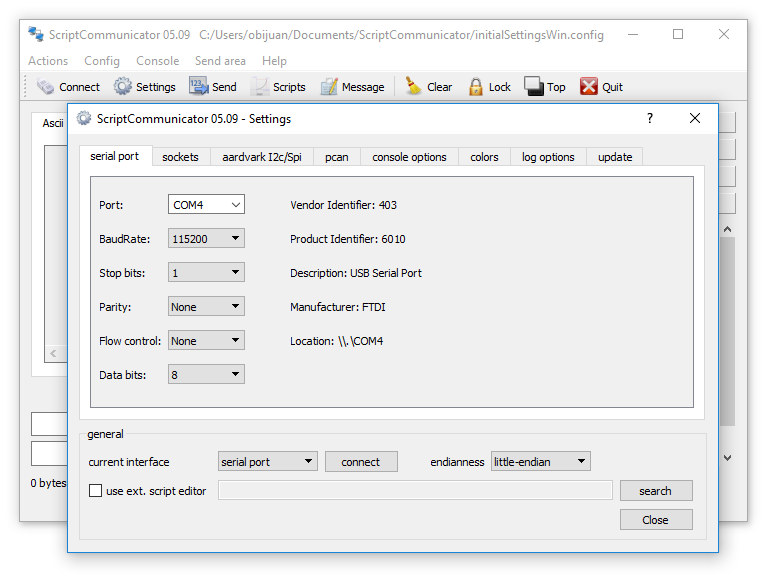 ScriptCommunicator 05.09   C:/Users/obijuan/Documents/ScriptCommunicator/initialSettingsWin.config
Actions Config Console Send area Help
Connect Settings Send Scripts Message Clear Lock Top Quit
Ascii
ScriptCommunicator 05.09 - Settings
serial port sockets aardvark I2c/Spi pcan console options colors log options update
Port: COM4 Vendor Identifier: 403
BaudRate: 115200 Product Identifier: 6010
Stop bits: 1 Description: USB Serial Port
Parity: None Manufacturer: FTDI
Flow control: None Location: \\.\COM4
Data bits: 8
general
current interface serial port connect endianness little-endian
use ext. script editor search
Close
0 bytes